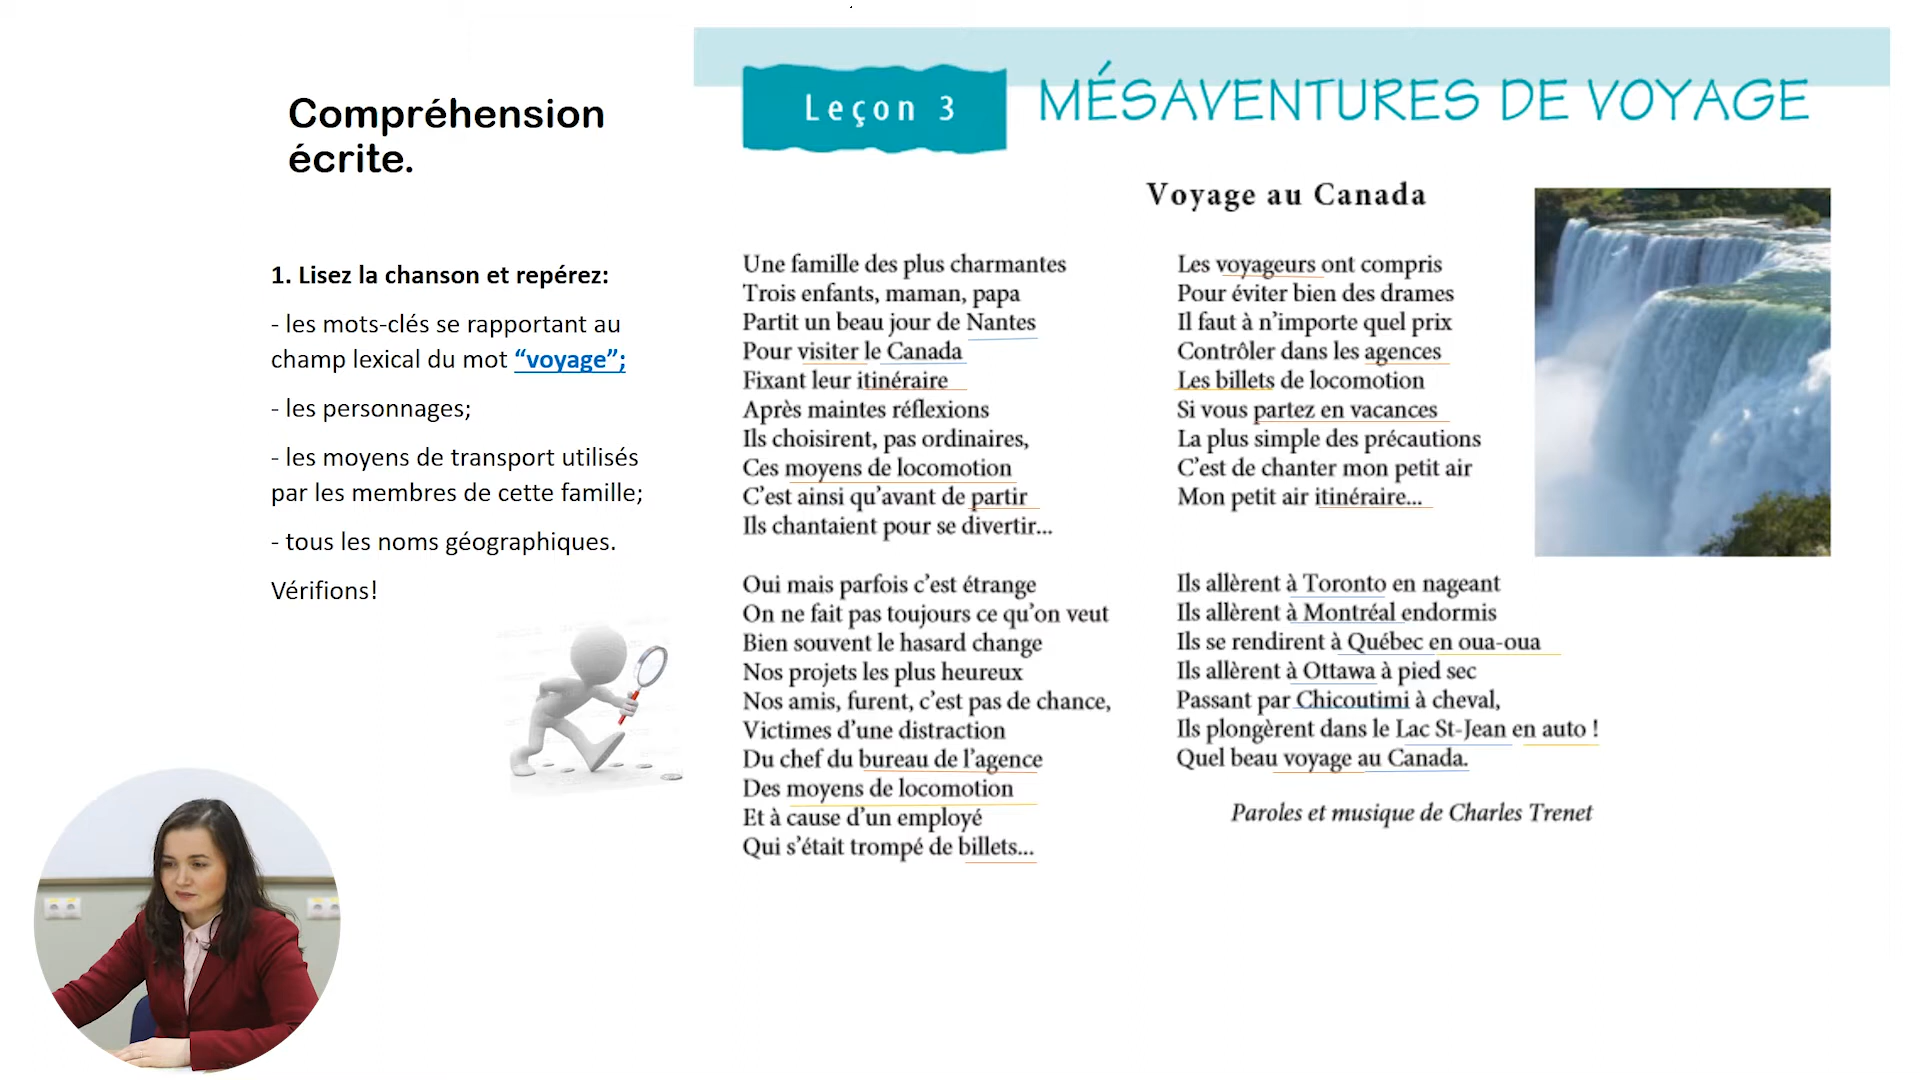 Compréhension
écrite.
1. Lisez la chanson et repérez:
- les mots-clés se rapportant au
champ lexical du mot “voyage”;
- les personnages;
- les moyens de transport utilisés
par les membres de cette famille;
- tous les noms géographiques.
Vérifions!
Leçon 3
MÉSAVENTURES DE VOYAGE
Voyage au Canada
Une famille des plus charmantes
Trois enfants, maman, papa
Partit un beau jour de Nantes
Pour visiter le Canada
Fixant leur itinéraire
Après maintes réflexions
Ils choisirent, pas ordinaires,
Ces moyens de locomotion
C’est ainsi qu’avant de partir
Ils chantaient pour se divertir...
Oui mais parfois c’est étrange
On ne fait pas toujours ce qu’on veut
Bien souvent le hasard change
Nos projets les plus heureux
Nos amis, furent, c’est pas de chance,
Victimes d’une distraction
Du chef du bureau de l’agence
Des moyens de locomotion
Et à cause d’un employé
Qui s’était trompé de billets...
Les voyageurs ont compris
Pour éviter bien des drames
Il faut à n’importe quel prix
Contrôler dans les agences
Les billets de locomotion
Si vous partez en vacances
La plus simple des précautions
C’est de chanter mon petit air
Mon petit air itinéraire...
Ils allèrent à Toronto en nageant
Ils allèrent à Montréal endormis
Ils se rendirent à Québec en oua-oua
Ils allèrent à Ottawa à pied sec
Passant par Chicoutimi à cheval,
Ils plongèrent dans le Lac St-Jean en auto !
Quel beau voyage au Canada.
Paroles et musique de Charles Trenet